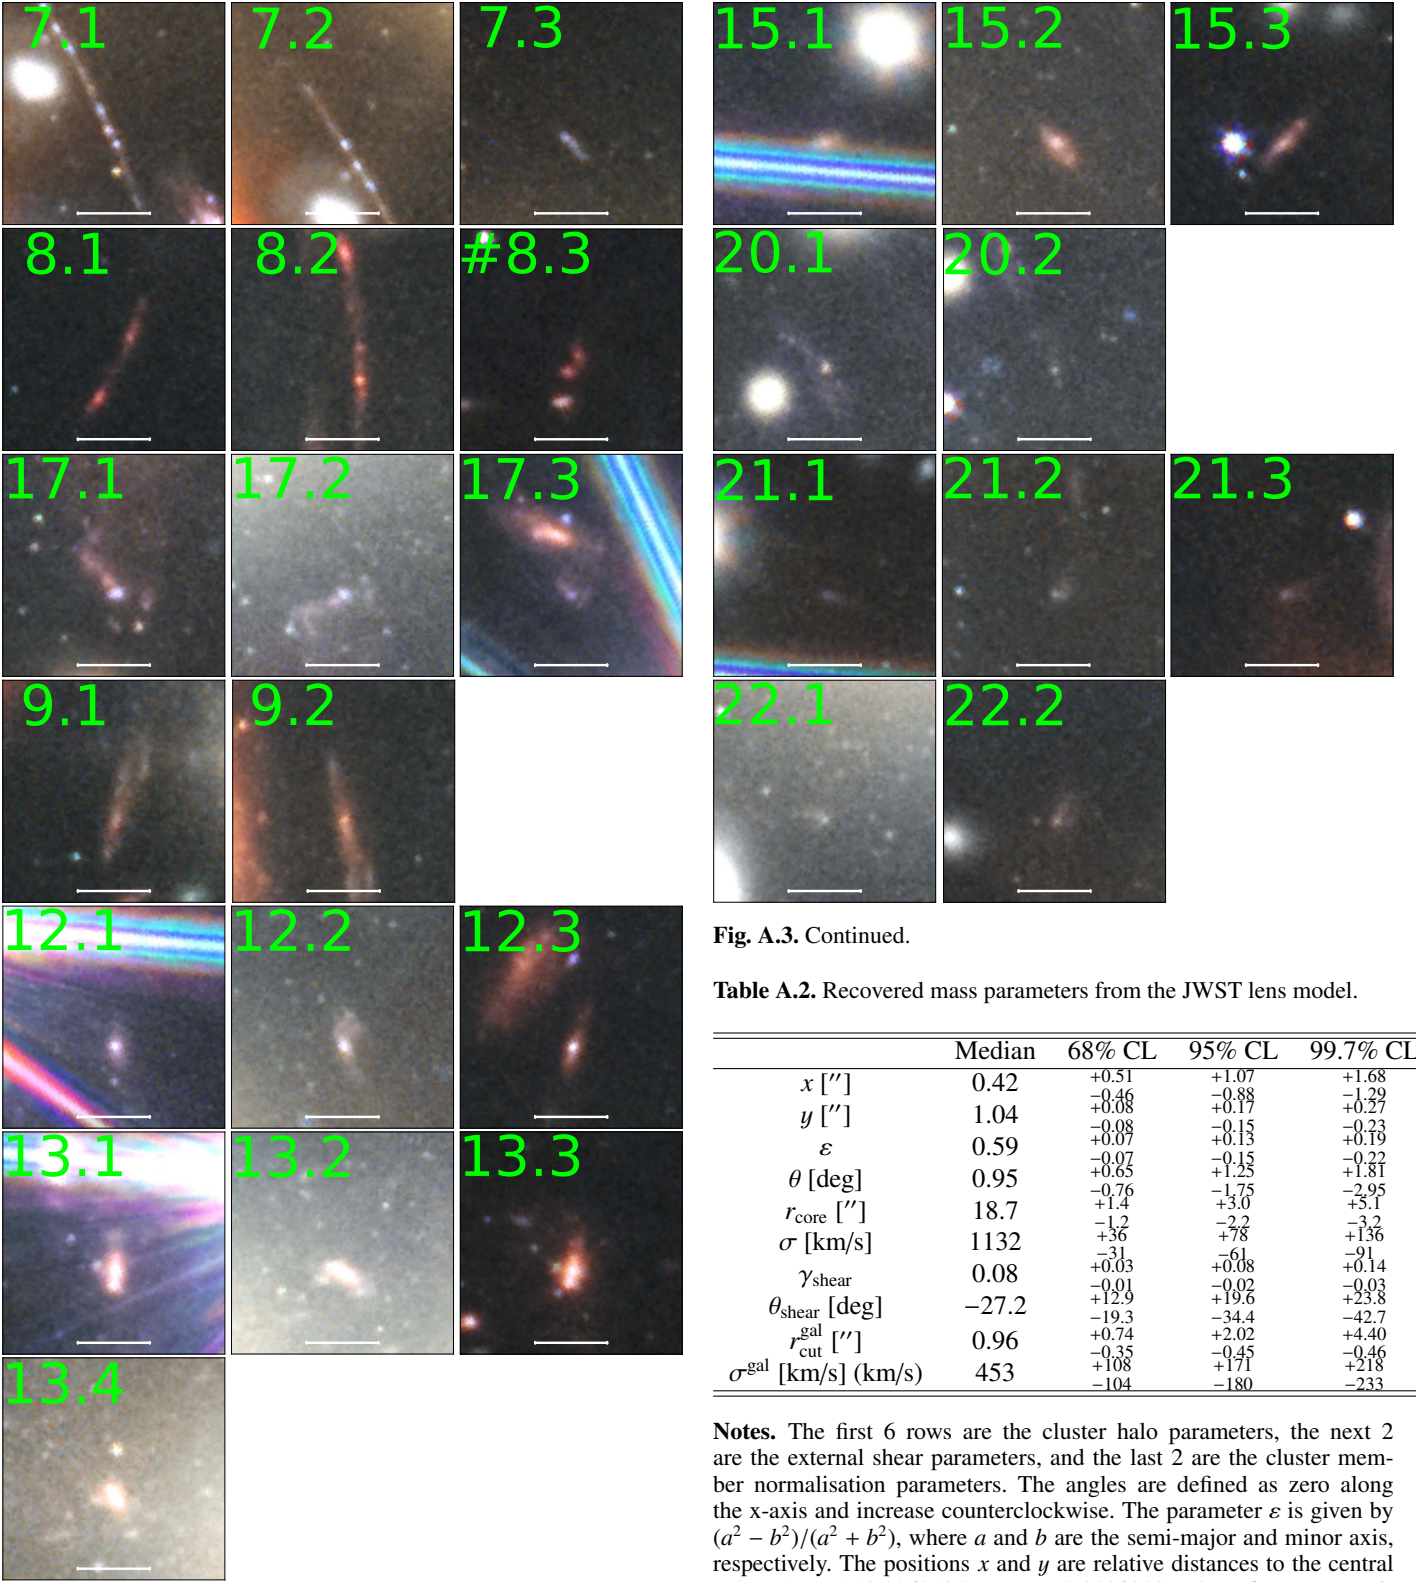 7.1 7.2 7.3
8.1 8.2 #8.3
17.1 17.2 17.3
9.1 9.2
12.1 12.2 12.3
13.1 13.2 13.3
13.4
15.1 15.2 15.3
20.1 20.2
21.1 21.2 21.3
22.1 22.2
Fig. A.3. Continued.
Table A.2. Recovered mass parameters from the JWST lens model.
Median 68% CL 95% CL 99.7% CL
x [″] 0.42 +0.51 −0.46 +1.07 −0.88 +1.68 −1.29
y [″] 1.04 +0.08 −0.08 +0.17 −0.15 +0.27 −0.23
ε 0.59 +0.07 −0.07 +0.13 −0.15 +0.19 −0.22
θ [deg] 0.95 +0.65 −0.76 +1.25 −1.75 +1.81 −2.95
r_core [″] 18.7 +1.4 −1.2 +3.0 −2.2 +5.1 −3.2
σ [km/s] 1132 +36 −31 +78 −61 +136 −91
γ_shear 0.08 +0.03 −0.01 +0.08 −0.02 +0.14 −0.03
θ_shear [deg] −27.2 +12.9 −19.3 +19.6 −34.4 +23.8 −42.7
r_cut^gal [″] 0.96 +0.74 −0.35 +2.02 −0.45 +4.40 −0.46
σ^gal [km/s] (km/s) 453 +108 −104 +171 −180 +218 −233
Notes. The first 6 rows are the cluster halo parameters, the next 2
are the external shear parameters, and the last 2 are the cluster mem-
ber normalisation parameters. The angles are defined as zero along
the x-axis and increase counterclockwise. The parameter ε is given by
(a² − b²)/(a² + b²), where a and b are the semi-major and minor axis,
respectively. The positions x and y are relative distances to the central